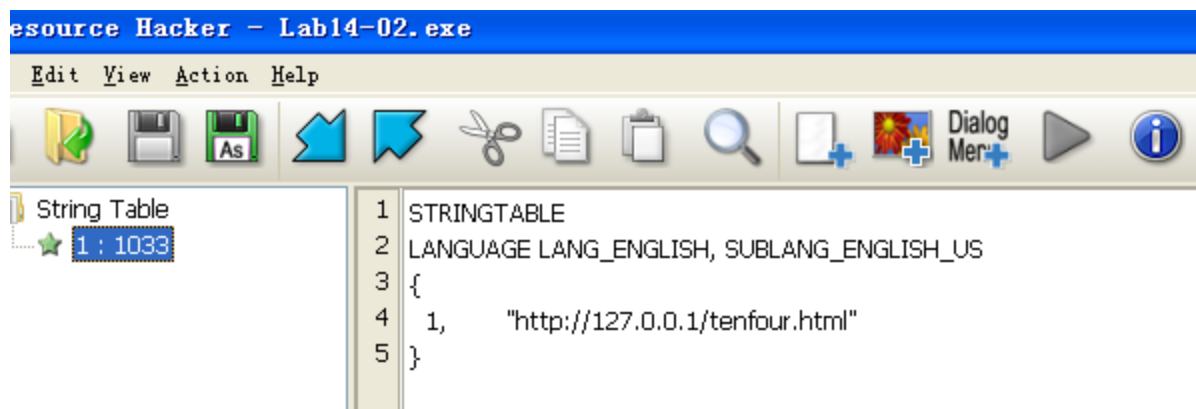 esource Hacker - Lab14-02.exe
Edit View Action Help
As
Dialog
String Table
1 : 1033
1 STRINGTABLE
2 LANGUAGE LANG_ENGLISH, SUBLANG_ENGLISH_US
3 {
4 1, "http://127.0.0.1/tenfour.html"
5 }